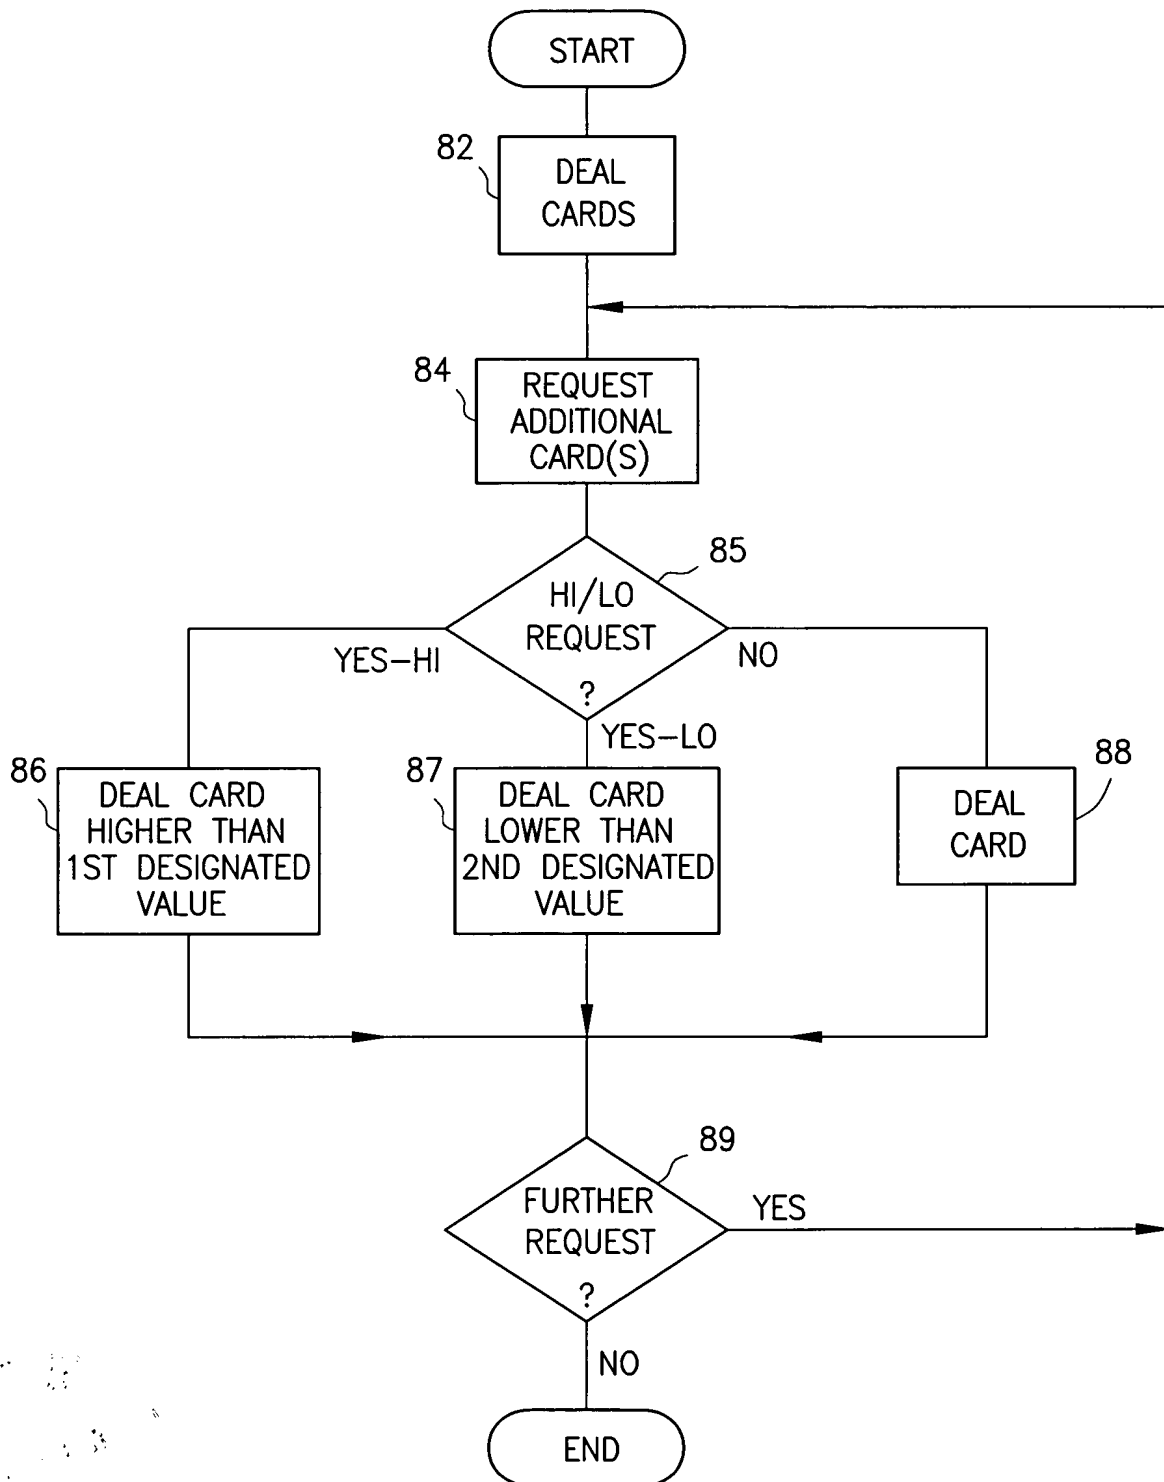 START
82
DEAL
CARDS
84
REQUEST
ADDITIONAL
CARD(S)
85
HI/LO
REQUEST
?
YES-HI
NO
YES-LO
86
DEAL CARD
HIGHER THAN
1ST DESIGNATED
VALUE
87
DEAL CARD
LOWER THAN
2ND DESIGNATED
VALUE
88
DEAL
CARD
89
FURTHER
REQUEST
?
YES
NO
END